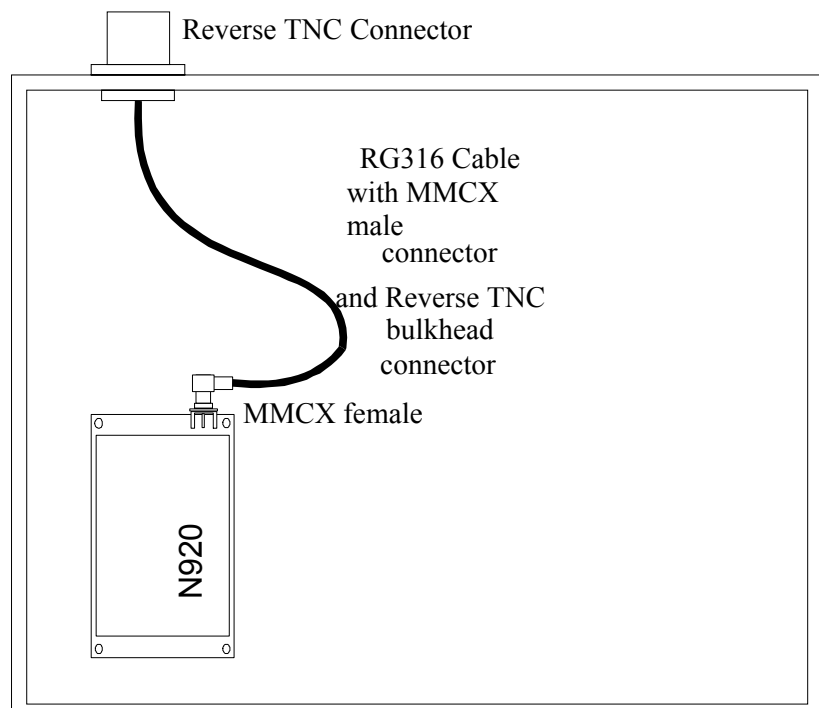 Reverse TNC Connector
RG316 Cable
with MMCX
male
connector
and Reverse TNC
bulkhead
connector
MMCX female
N920